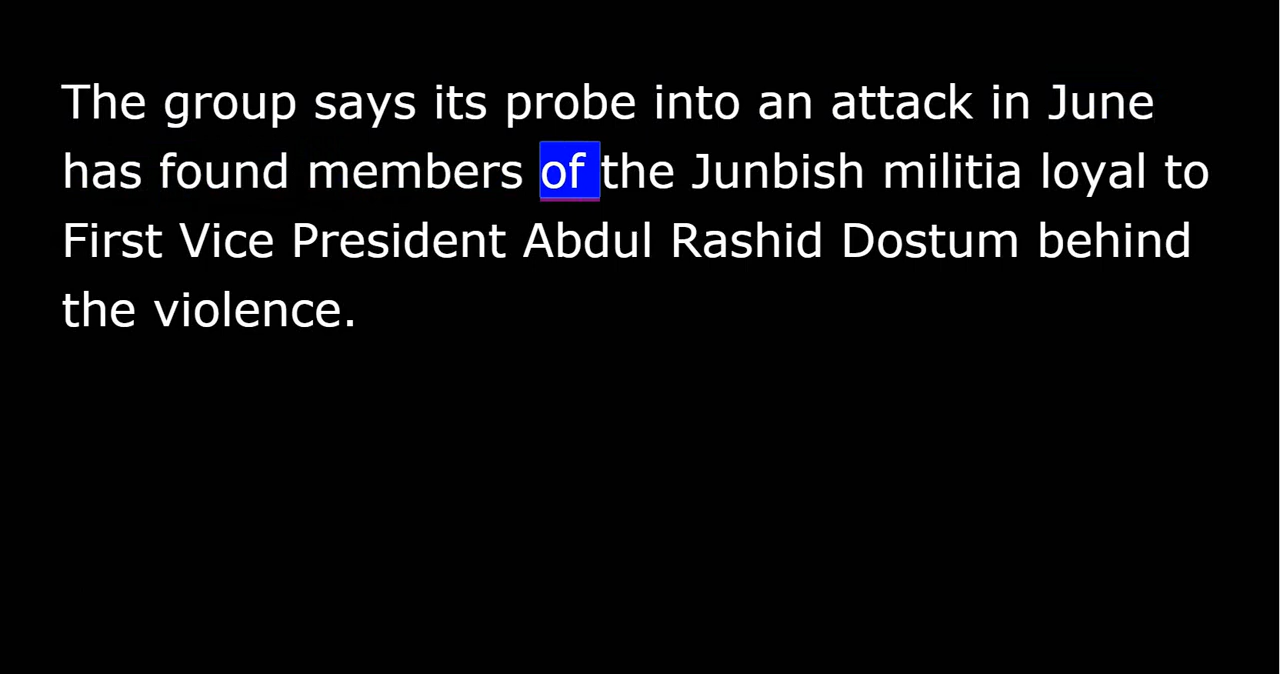 The group says its probe into an attack in June
has found members of the Junbish militia loyal to
First Vice President Abdul Rashid Dostum behind
the violence.